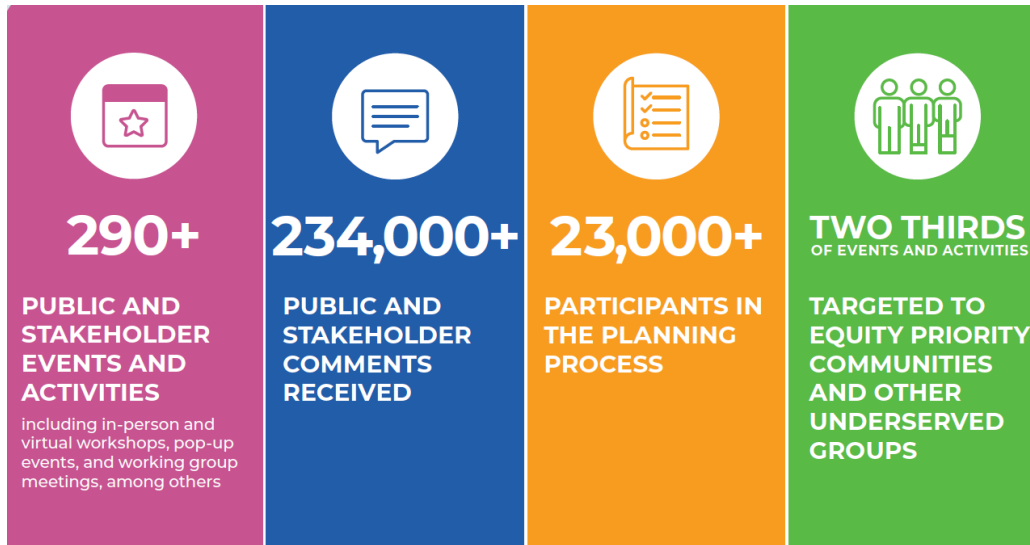 290+
PUBLIC AND
STAKEHOLDER
EVENTS AND
ACTIVITIES
including in-person and
virtual workshops, pop-up
events, and working group
meetings, among others
234,000+
PUBLIC AND
STAKEHOLDER
COMMENTS
RECEIVED
23,000+
PARTICIPANTS IN
THE PLANNING
PROCESS
TWO THIRDS
OF EVENTS AND ACTIVITIES
TARGETED TO
EQUITY PRIORITY
COMMUNITIES
AND OTHER
UNDERSERVED
GROUPS